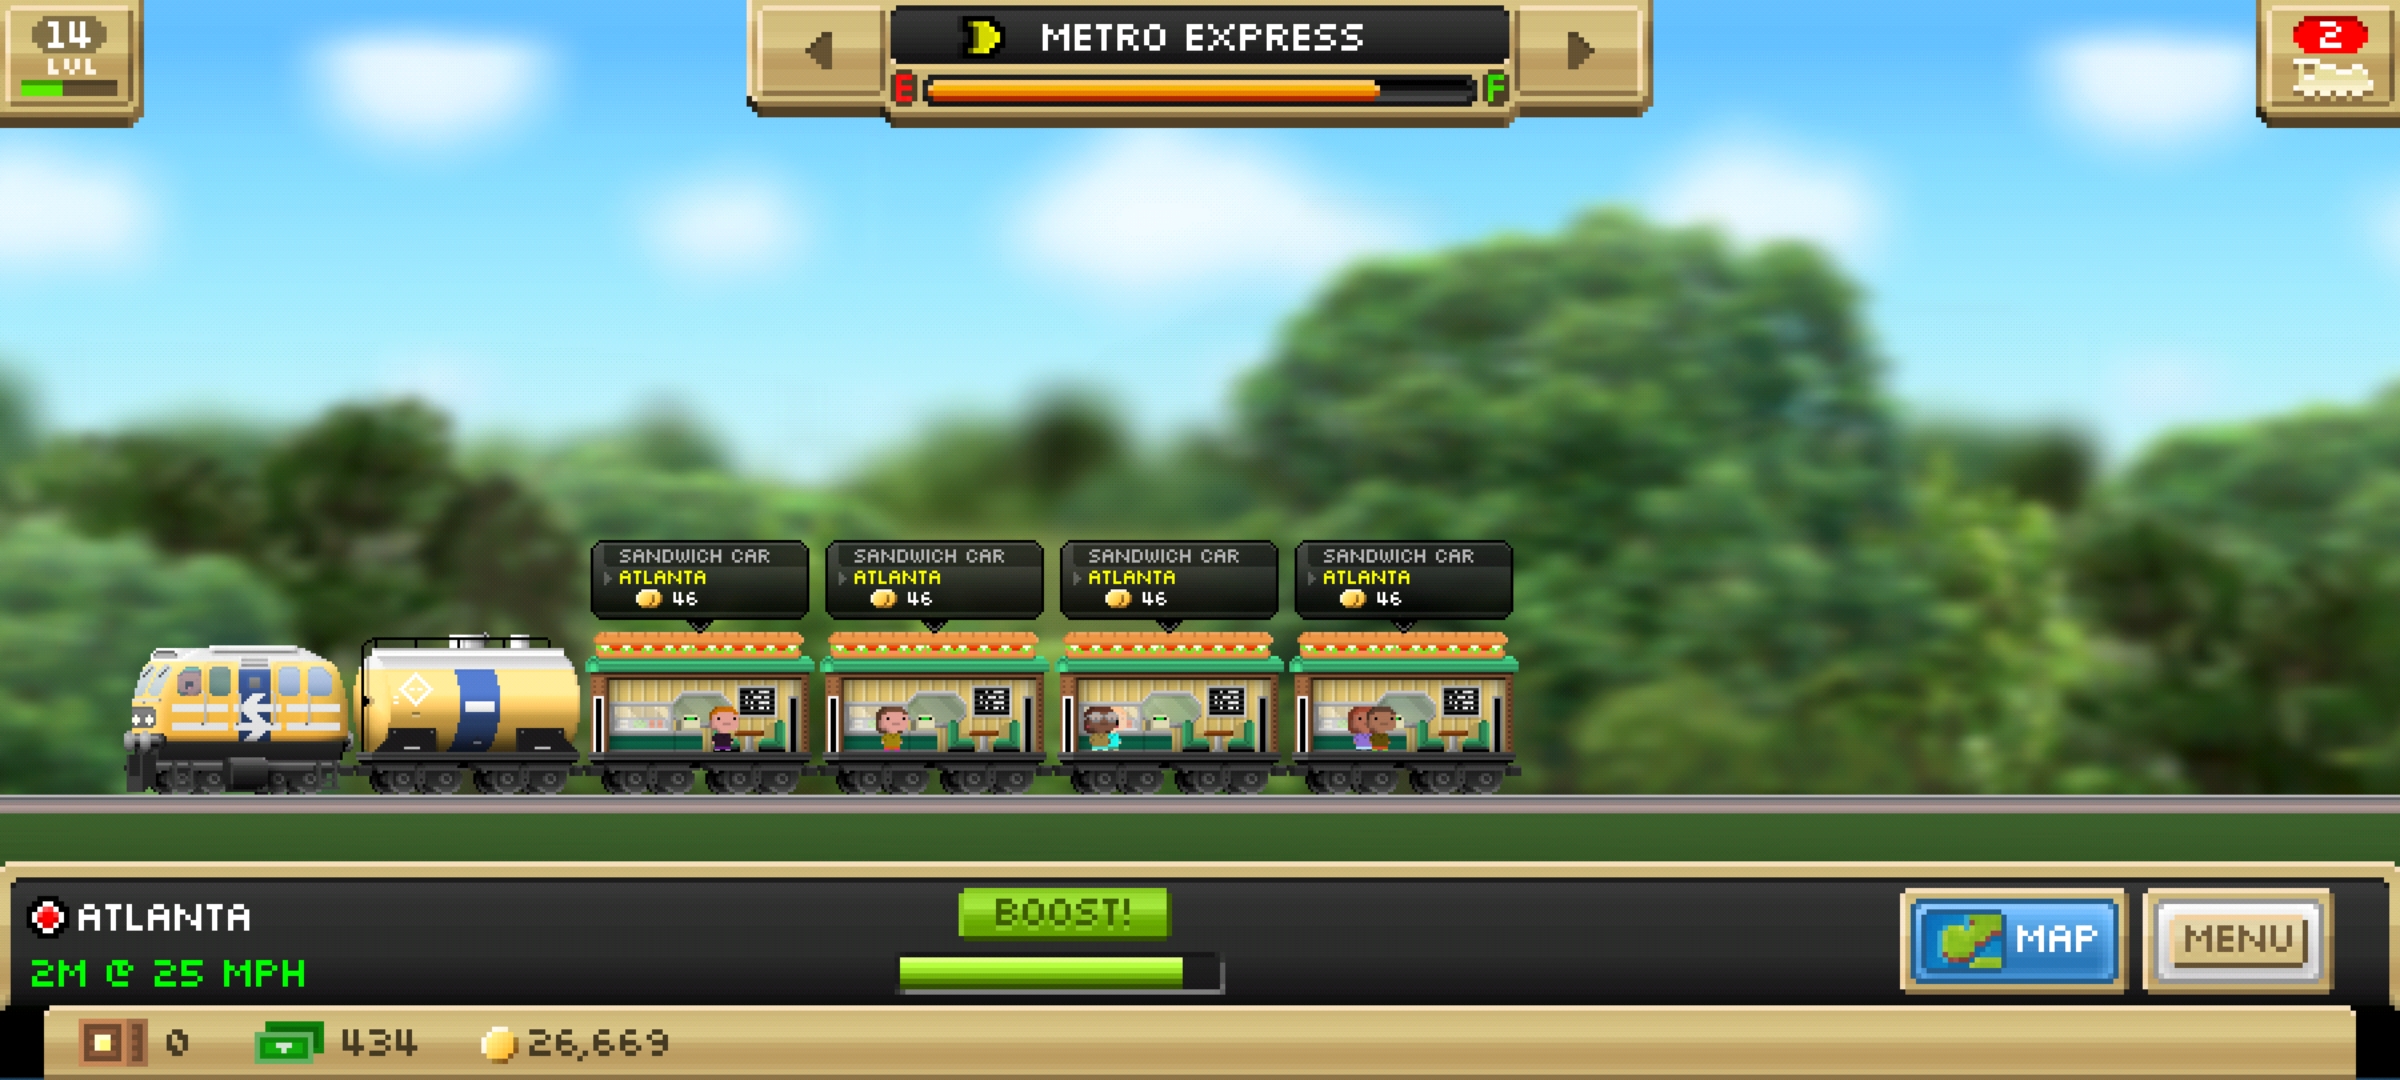 14
LVL
METRO EXPRESS
E F
2
SANDWICH CAR
ATLANTA
46
SANDWICH CAR
ATLANTA
46
SANDWICH CAR
ATLANTA
46
SANDWICH CAR
ATLANTA
46
ATLANTA
2M @ 25 MPH
BOOST!
MAP
MENU
0
434
26,669